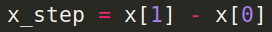 x_step = x[1] - x[0]